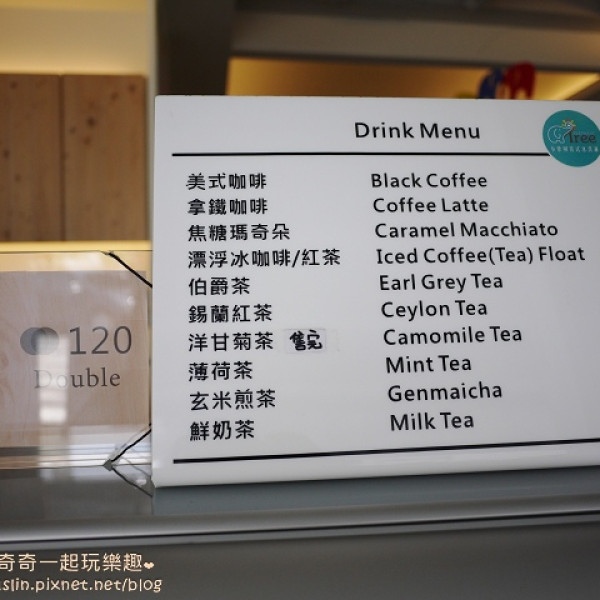 Drink Menu
tree
美式咖啡 Black Coffee
拿鐵咖啡 Coffee Latte
焦糖瑪奇朵 Caramel Macchiato
漂浮冰咖啡/紅茶 Iced Coffee(Tea) Float
伯爵茶 Earl Grey Tea
錫蘭紅茶 Ceylon Tea
洋甘菊茶 售完 Camomile Tea
薄荷茶 Mint Tea
玄米煎茶 Genmaicha
鮮奶茶 Milk Tea
120
Double
奇奇一起玩樂趣
slin.pixnet.net/blog